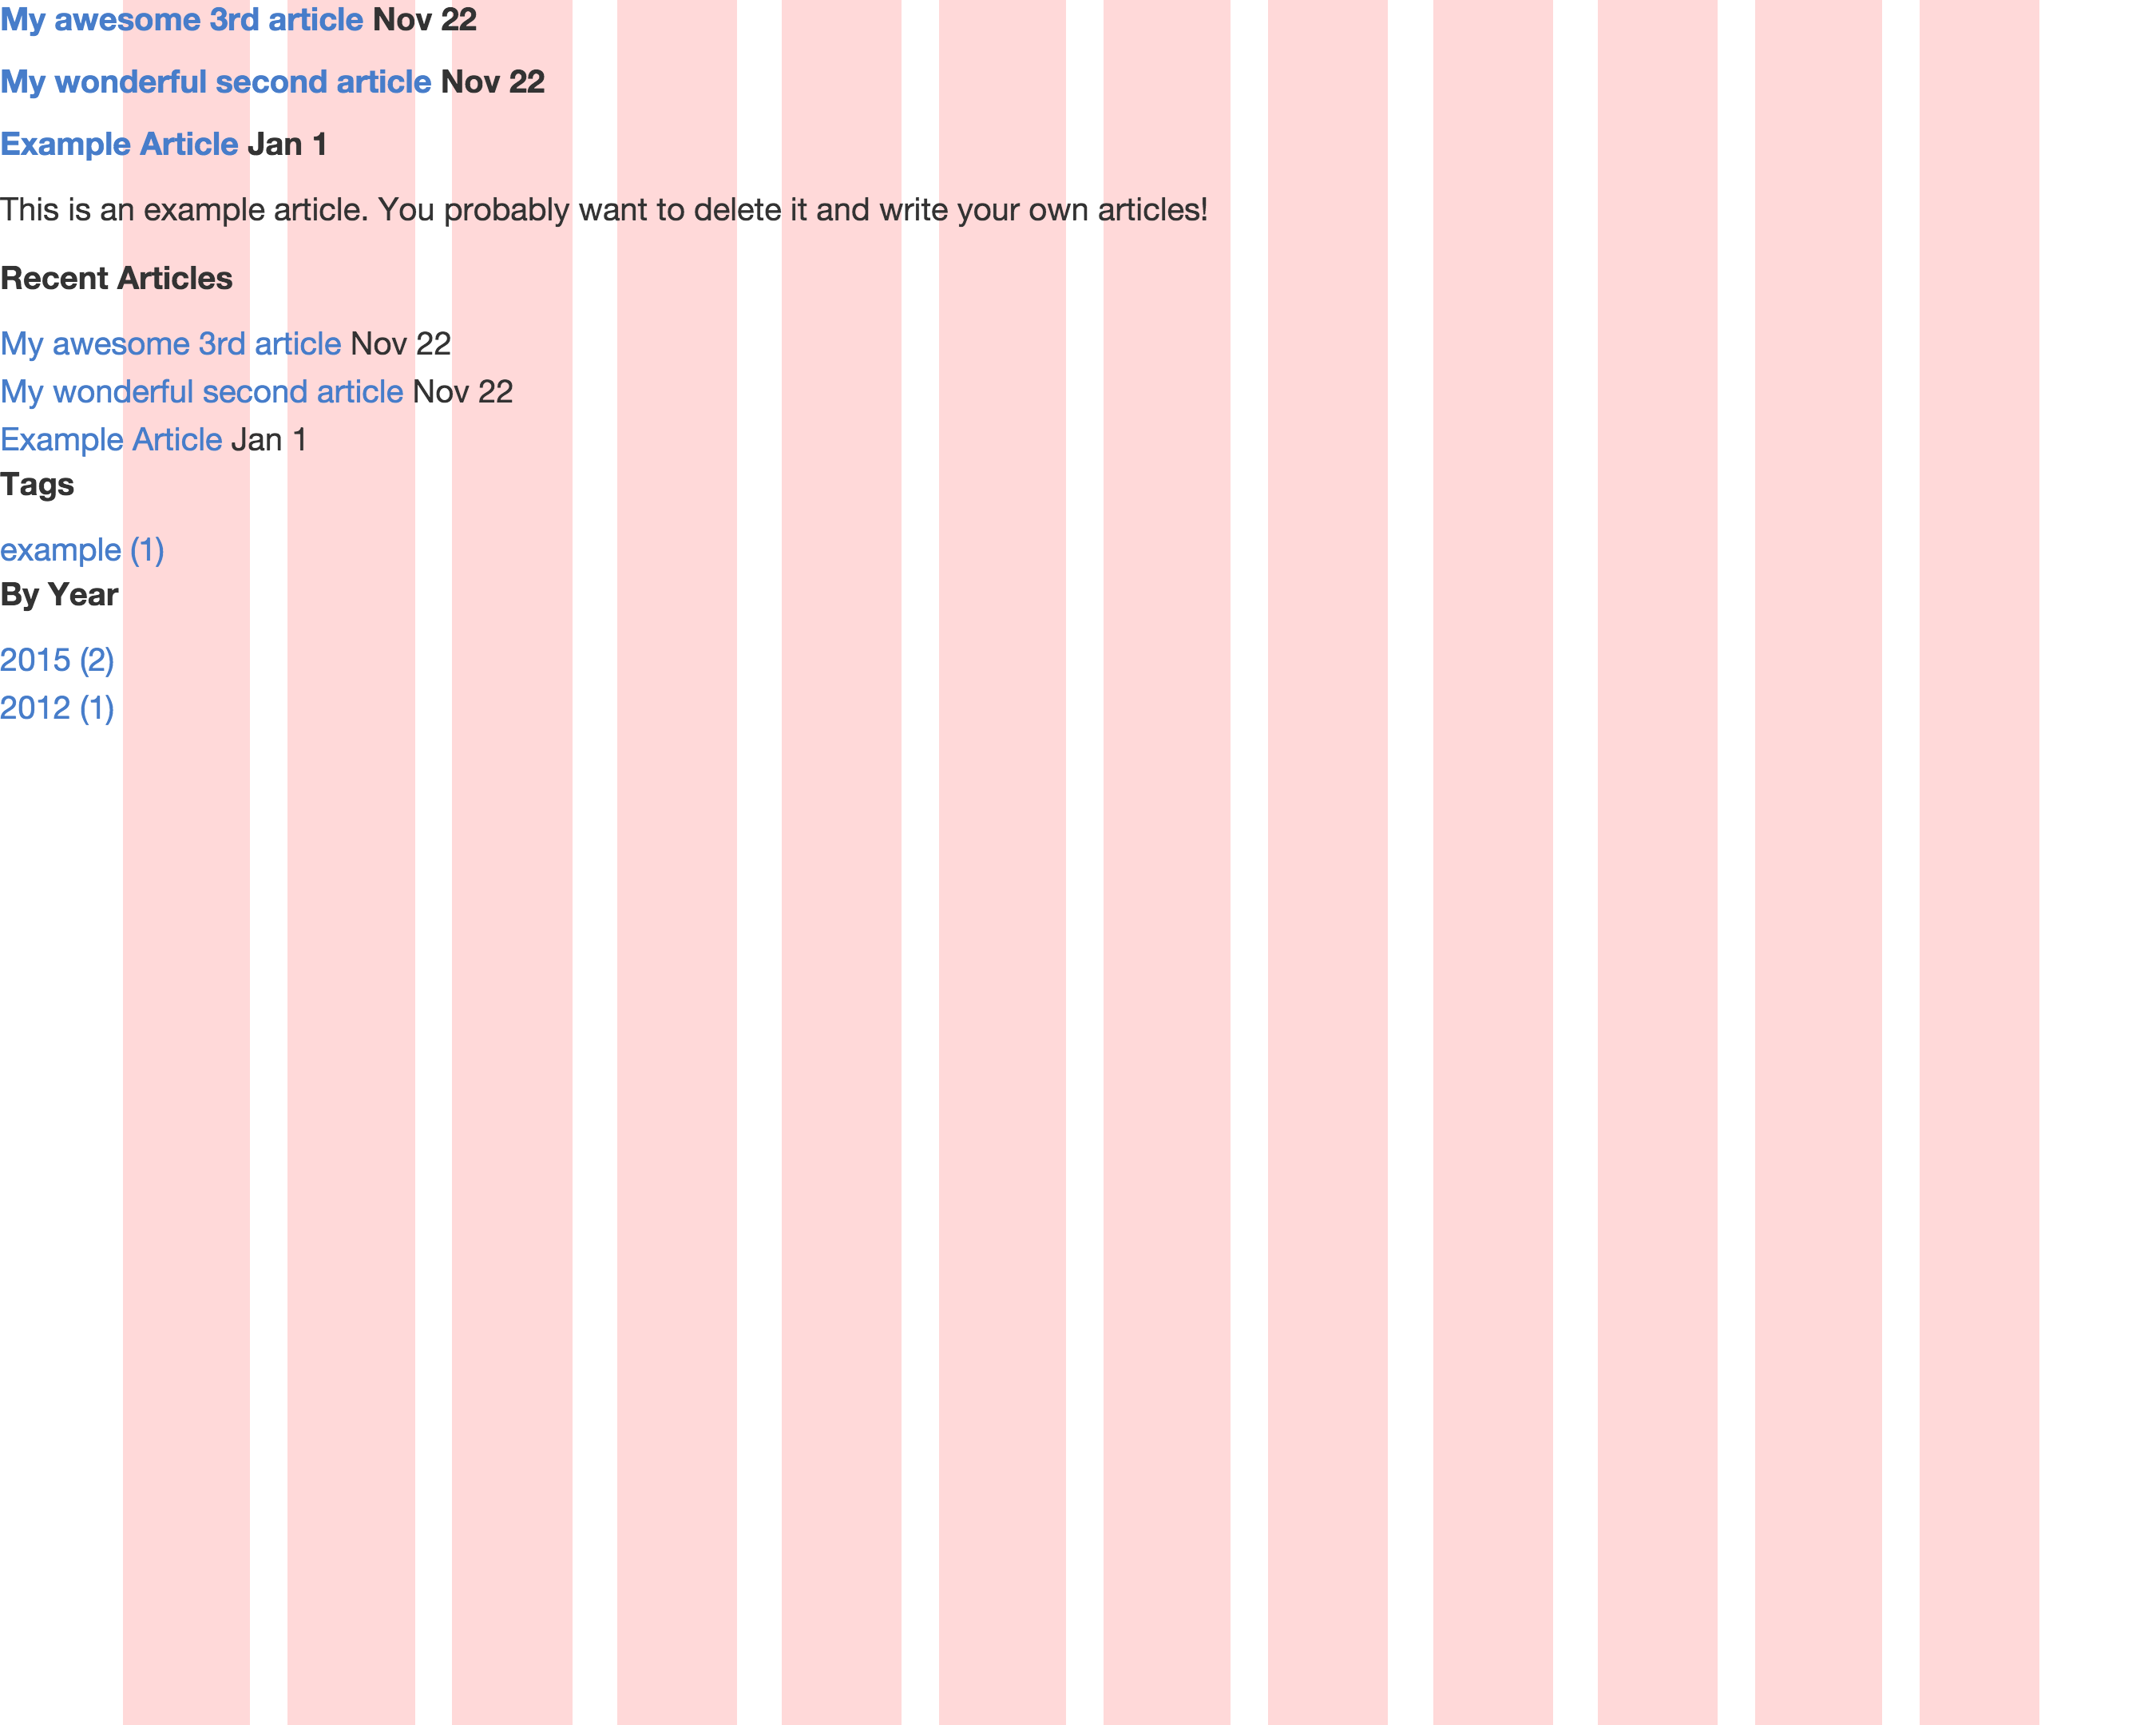 My awesome 3rd article Nov 22
My wonderful second article Nov 22
Example Article Jan 1
This is an example article. You probably want to delete it and write your own articles!
Recent Articles
My awesome 3rd article Nov 22
My wonderful second article Nov 22
Example Article Jan 1
Tags
example (1)
By Year
2015 (2)
2012 (1)